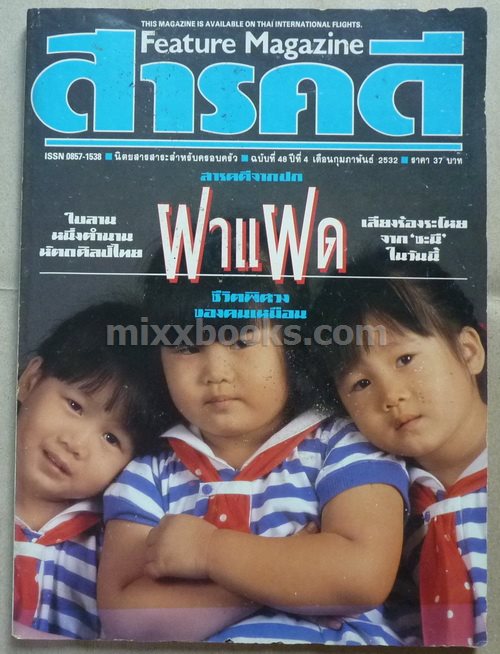 THIS MAGAZINE IS AVAILABLE ON THAI INTERNATIONAL FLIGHTS.
Feature Magazine
สารคดี
ISSN 0857-1538 ■ นิตยสารสาระสำหรับครอบครัว ■ ฉบับที่ 48 ปีที่ 4 เดือนกุมภาพันธ์ 2532 ■ ราคา 37 บาท
สารคดีจากปก
ฝาแฝด
ชีวิตพิศวง
ของคนเหมือน
ใบลาน
หนึ่งตำนาน
หัตถศิลป์ไทย
เสียงร้องระโหย
จาก "ชะนี"
ในวันนี้
mixxbooks.com
mixxbooks.com